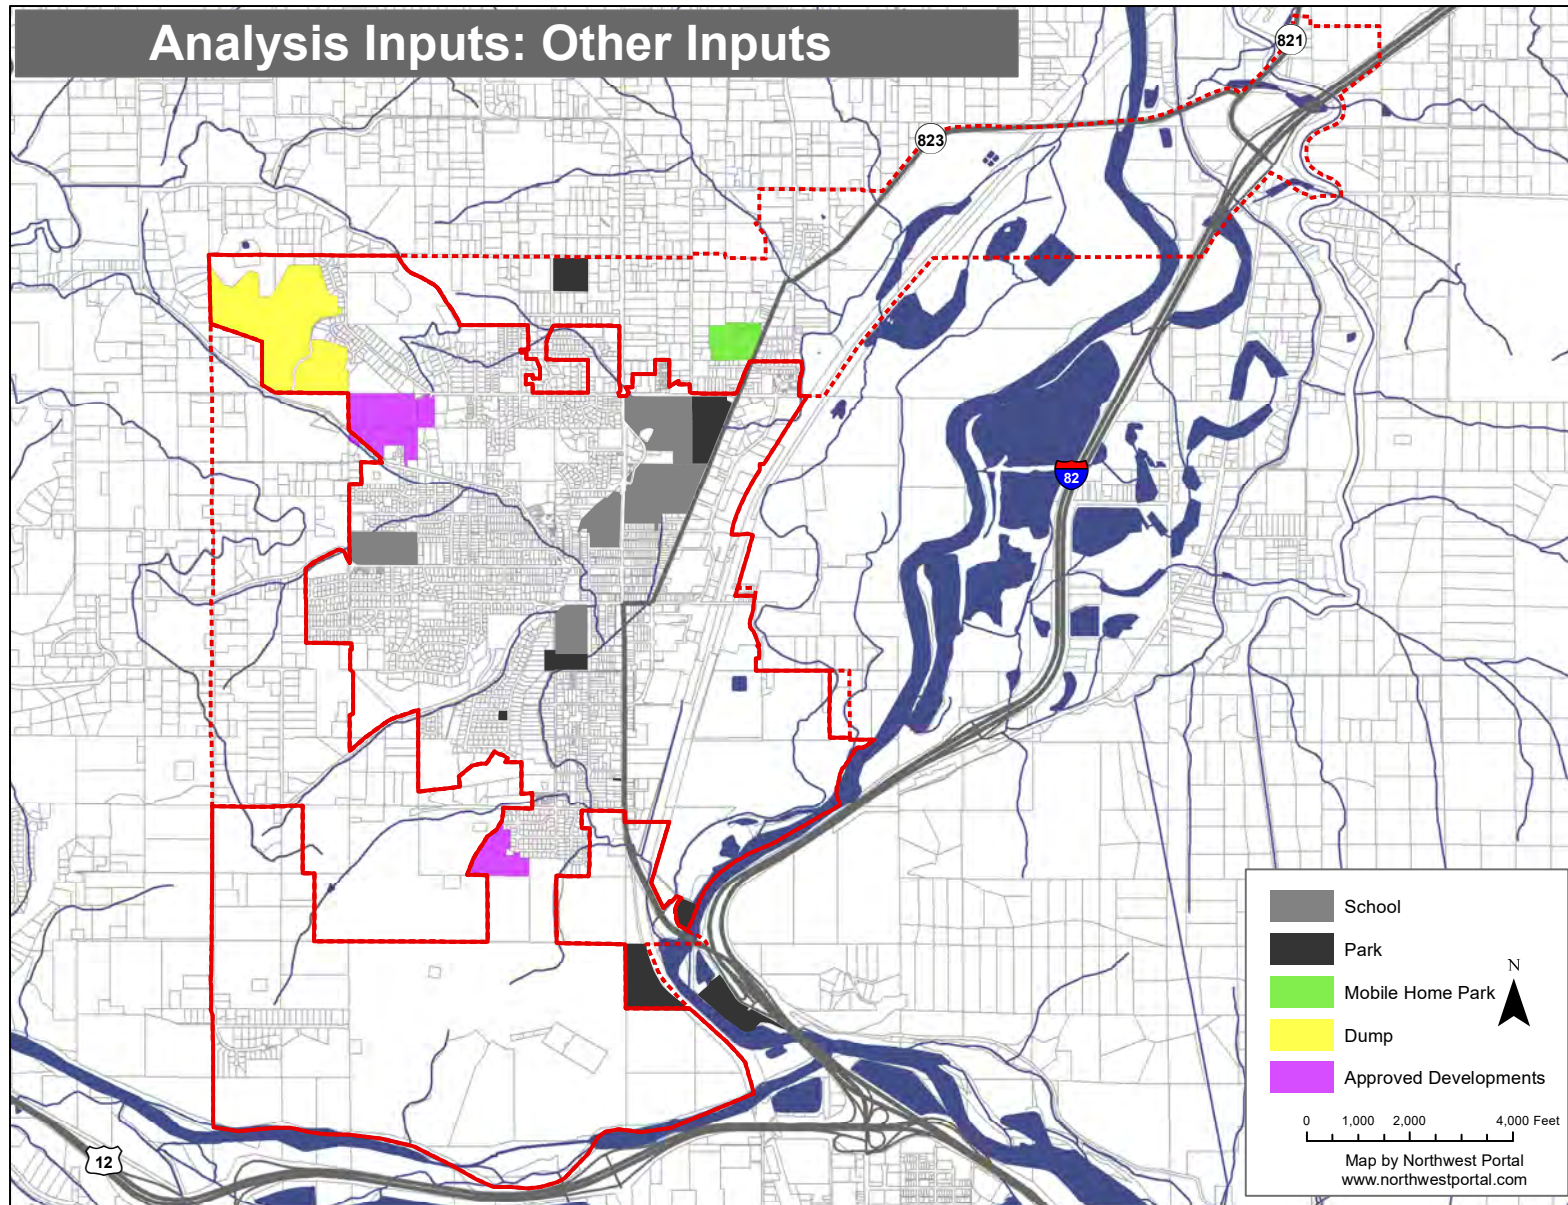 Analysis Inputs: Other Inputs
821
823
82
12
School
Park
Mobile Home Park
Dump
Approved Developments
N
0 1,000 2,000 4,000 Feet
Map by Northwest Portal
www.northwestportal.com